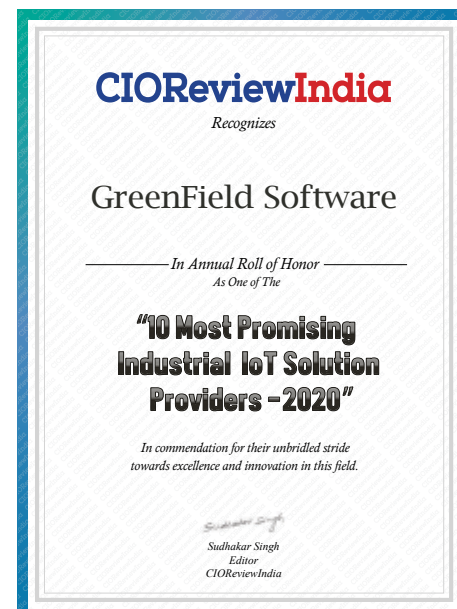 CIOReviewIndia
Recognizes
GreenField Software
In Annual Roll of Honor
As One of The
"10 Most Promising
Industrial IoT Solution
Providers - 2020"
In commendation for their unbridled stride
towards excellence and innovation in this field.
Sudhakar Singh
Sudhakar Singh
Editor
CIOReviewIndia